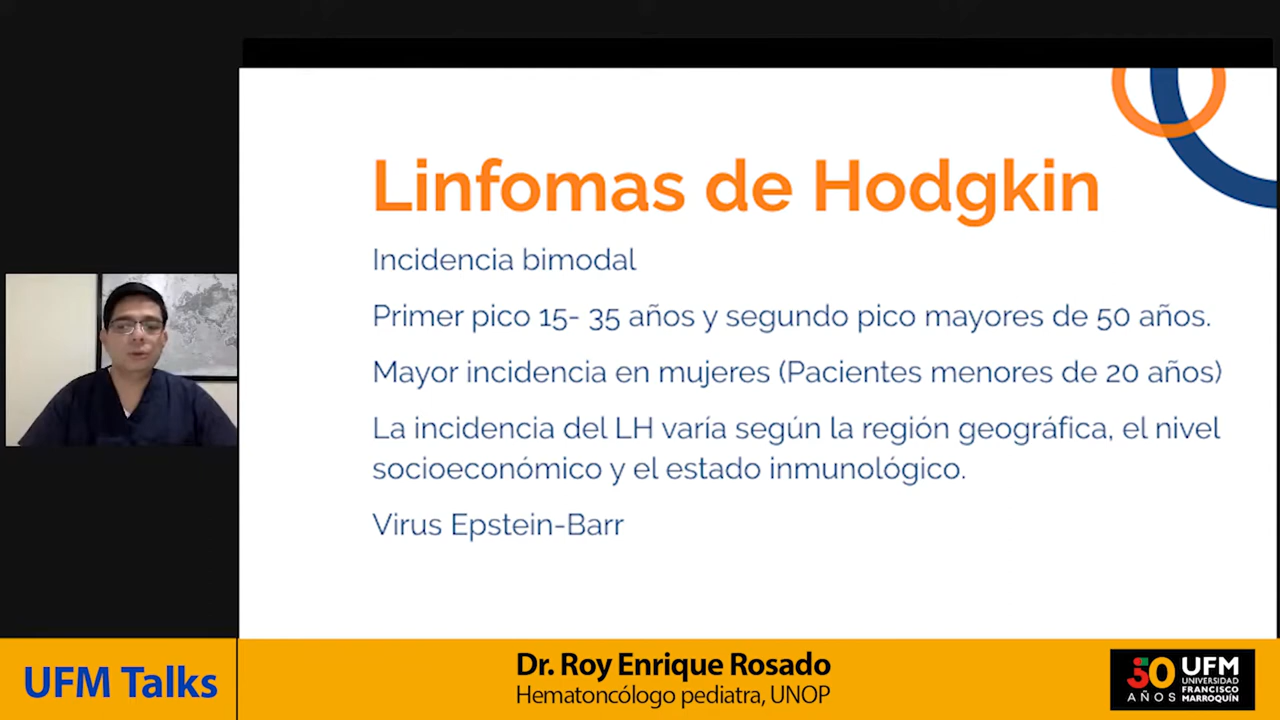 Linfomas de Hodgkin
Incidencia bimodal
Primer pico 15- 35 años y segundo pico mayores de 50 años.
Mayor incidencia en mujeres (Pacientes menores de 20 años)
La incidencia del LH varía según la región geográfica, el nivel
socioeconómico y el estado inmunológico.
Virus Epstein-Barr
UFM Talks
Dr. Roy Enrique Rosado
Hematoncólogo pediatra, UNOP
50
AÑOS
UFM
UNIVERSIDAD
FRANCISCO
MARROQUÍN